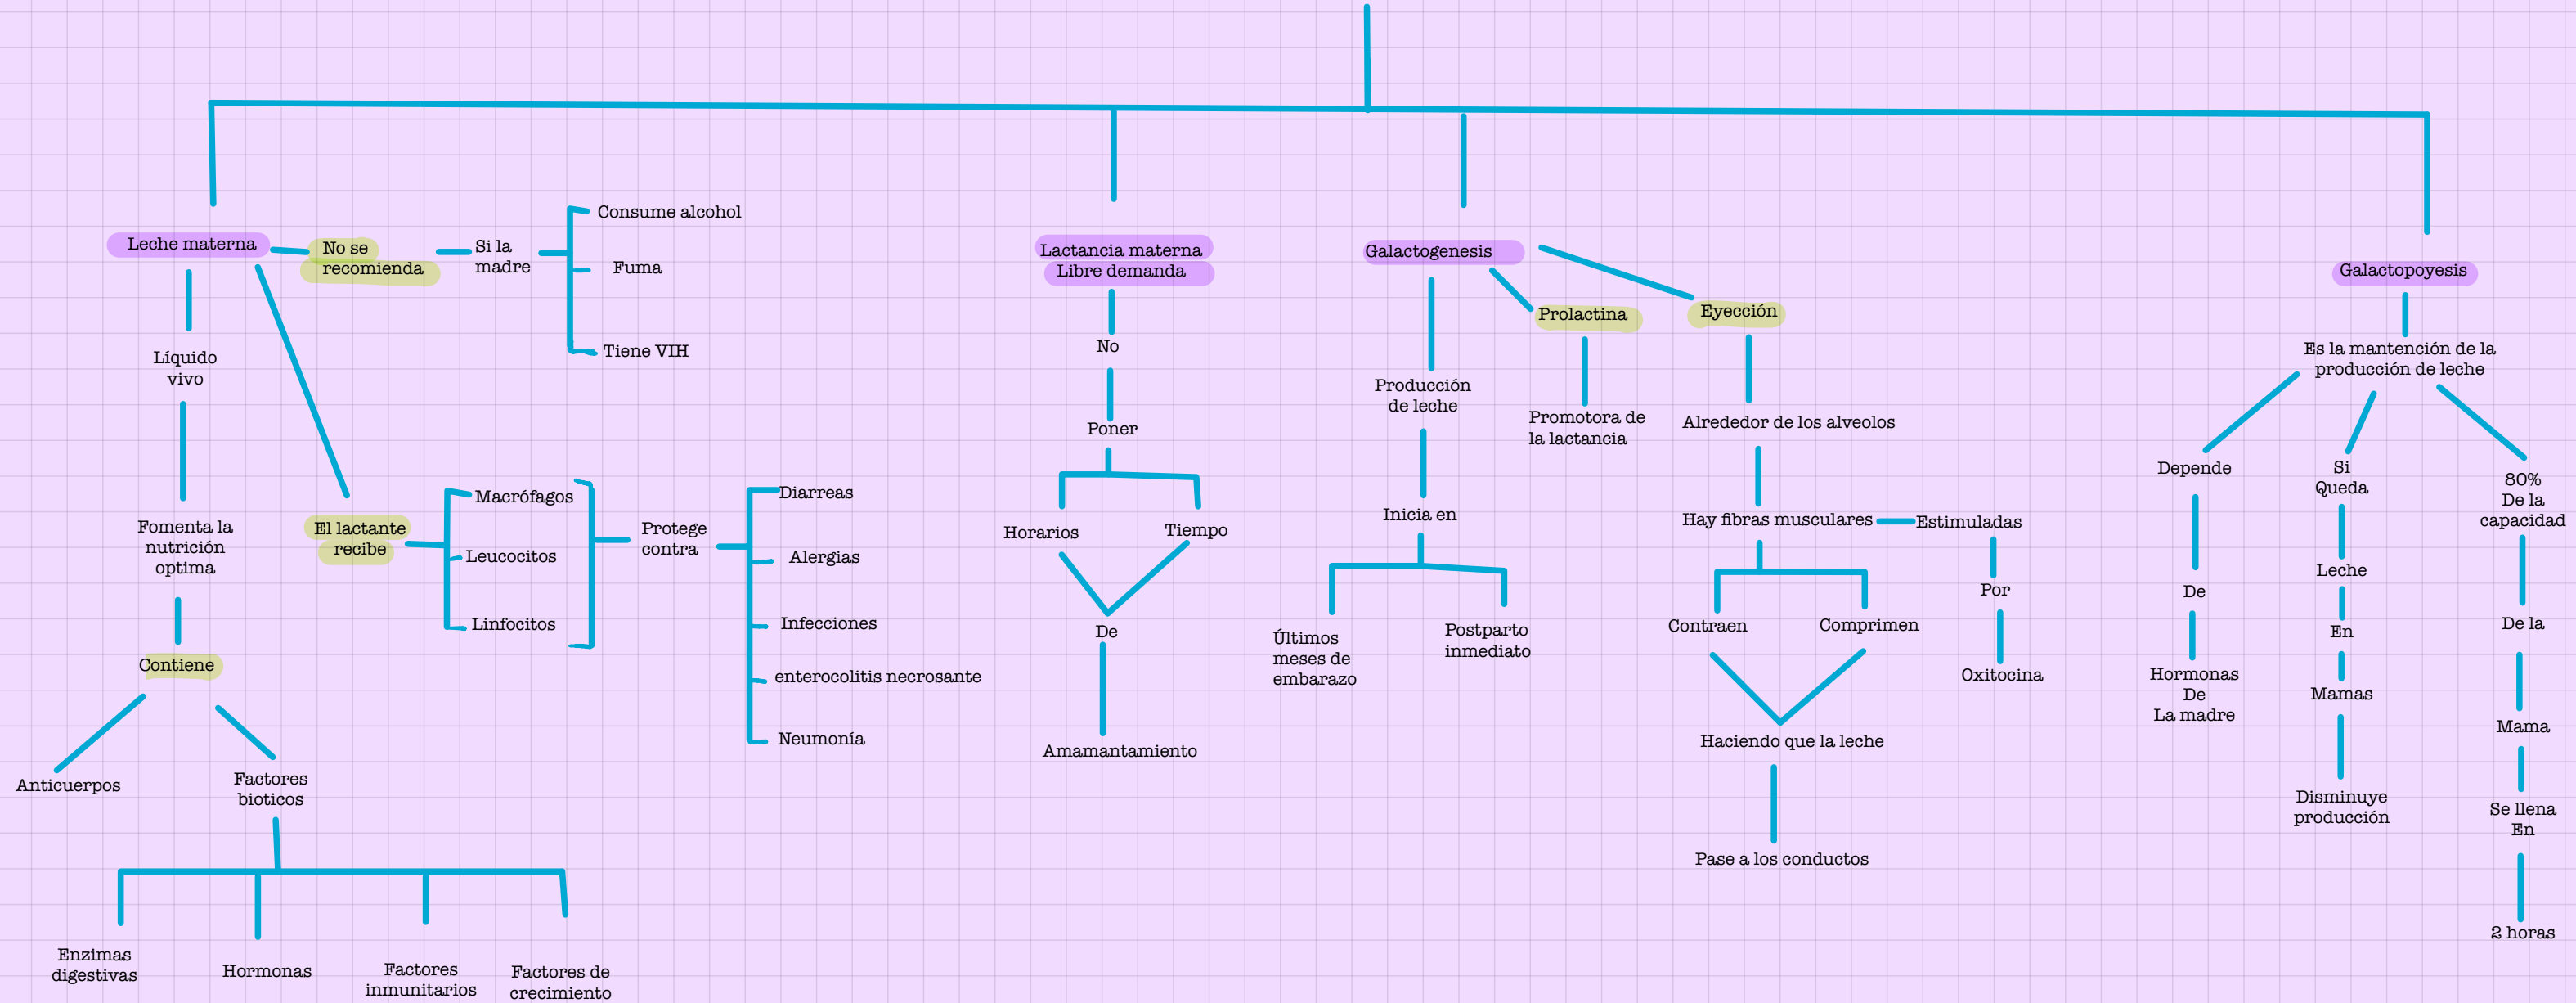 Leche materna
No se
recomienda
Si la
madre
Consume alcohol
Fuma
Tiene VIH
Líquido
vivo
Fomenta la
nutrición
optima
Contiene
Anticuerpos
Factores
bioticos
Enzimas
digestivas
Hormonas
Factores
inmunitarios
Factores de
crecimiento
El lactante
recibe
Macrófagos
Leucocitos
Linfocitos
Protege
contra
Diarreas
Alergias
Infecciones
enterocolitis necrosante
Neumonía
Lactancia materna
Libre demanda
No
Poner
Horarios
Tiempo
De
Amamantamiento
Galactogenesis
Producción
de leche
Inicia en
Últimos
meses de
embarazo
Postparto
inmediato
Prolactina
Promotora de
la lactancia
Eyección
Alrededor de los alveolos
Hay fibras musculares
Estimuladas
Por
Oxitocina
Contraen
Comprimen
Haciendo que la leche
Pase a los conductos
Galactopoyesis
Es la mantención de la
producción de leche
Depende
De
Hormonas
De
La madre
Si
Queda
Leche
En
Mamas
Disminuye
producción
80%
De la
capacidad
De la
Mama
Se llena
En
2 horas